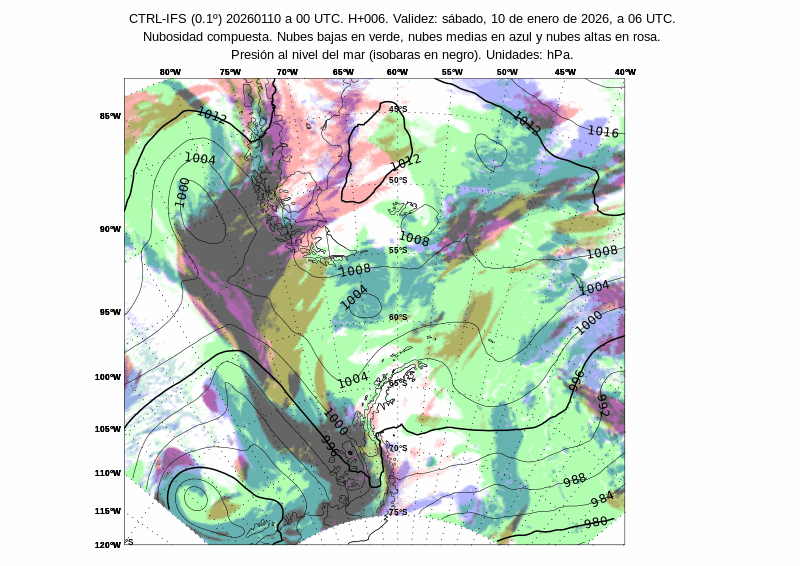 CTRL-IFS (0.1º) 20260110 a 00 UTC. H+006. Validez: sábado, 10 de enero de 2026, a 06 UTC.
Nubosidad compuesta. Nubes bajas en verde, nubes medias en azul y nubes altas en rosa.
Presión al nivel del mar (isobaras en negro). Unidades: hPa.
80ºW 75ºW 70ºW 65ºW 60ºW 55ºW 50ºW 45ºW 40ºW
85ºW
45ºS
1012
1012
1016
1004
1012
50ºS
1000
90ºW
1008
55ºS
1008
1008
1004
1004
95ºW
60ºS
1000
100ºW
1004
65ºS
996
992
1000
105ºW
996
70ºS
110ºW
988
984
115ºW
75ºS
980
120ºW
ºS